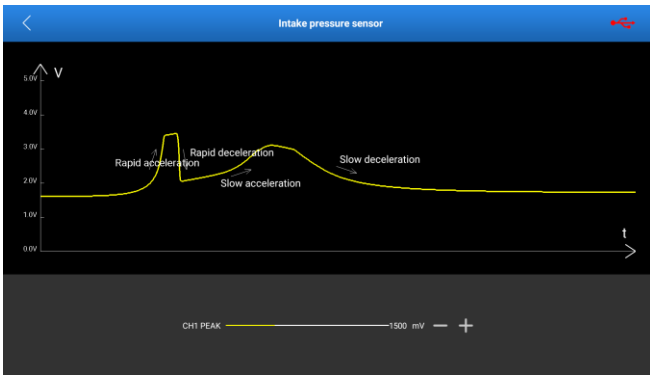 Intake pressure sensor
V
5.0V
4.0V
3.0V
2.0V
1.0V
0.0V
Rapid acceleration
Rapid deceleration
Slow acceleration
Slow deceleration
t
CH1 PEAK 1500 mV